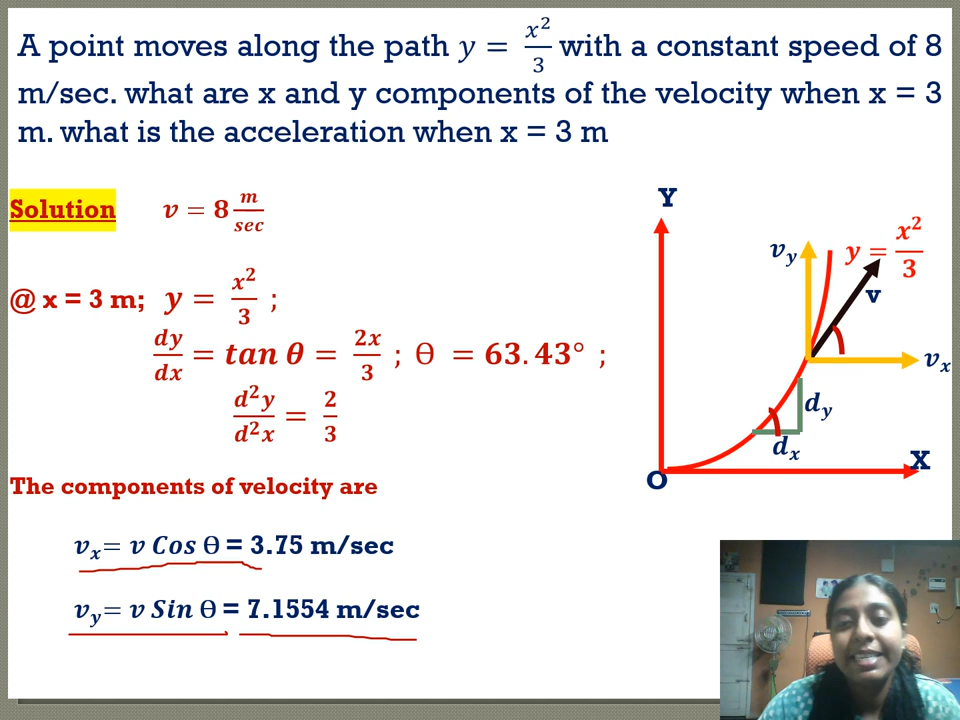 A point moves along the path y = x²/3 with a constant speed of 8
m/sec. what are x and y components of the velocity when x = 3
m. what is the acceleration when x = 3 m
Solution v = 8 m/sec
@ x = 3 m; y = x²/3 ;
dy/dx = tan θ = 2x/3 ; Ө = 63.43° ;
d²y/d²x = 2/3
The components of velocity are
vₓ= v Cos Ө = 3.75 m/sec
v_y= v Sin Ө = 7.1554 m/sec
Y
v_y
y = x²/3
v
vₓ
d_y
dₓ
X
O